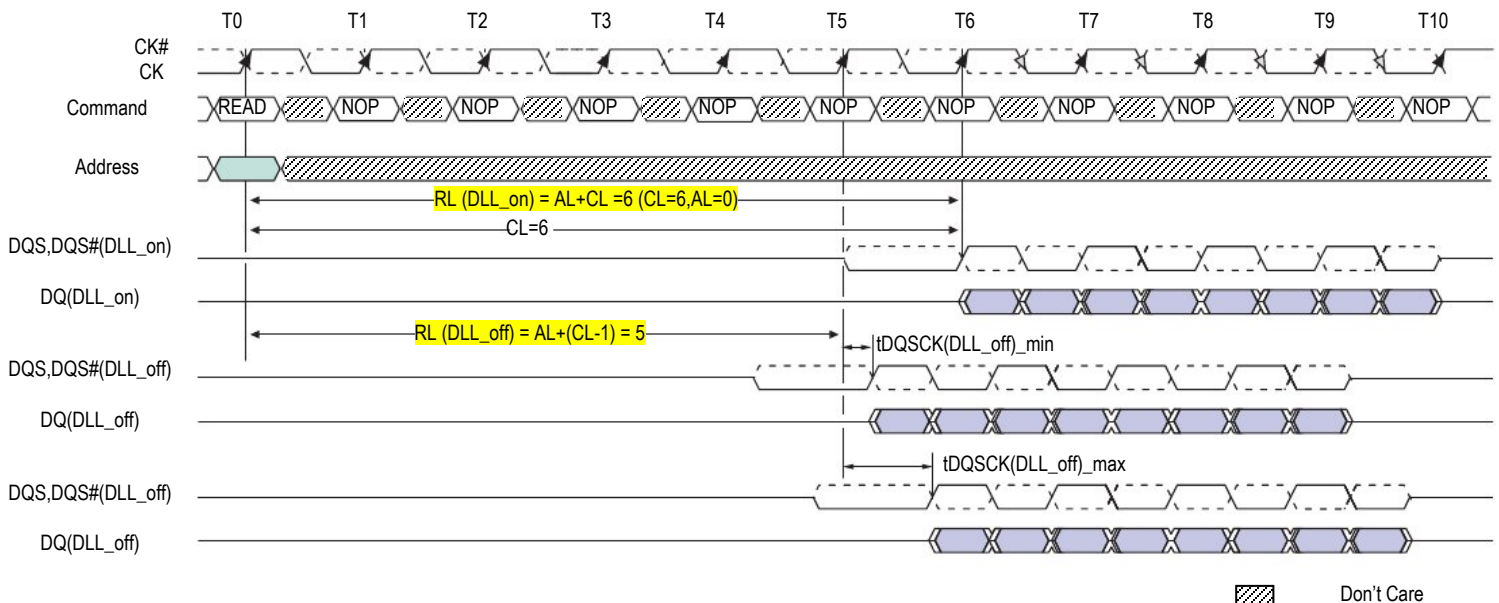 T0 T1 T2 T3 T4 T5 T6 T7 T8 T9 T10
CK#
CK
Command READ NOP NOP NOP NOP NOP NOP NOP NOP NOP NOP
Address
RL (DLL_on) = AL+CL =6 (CL=6,AL=0)
CL=6
DQS,DQS#(DLL_on)
DQ(DLL_on)
RL (DLL_off) = AL+(CL-1) = 5
tDQSCK(DLL_off)_min
DQS,DQS#(DLL_off)
DQ(DLL_off)
tDQSCK(DLL_off)_max
DQS,DQS#(DLL_off)
DQ(DLL_off)
Don't Care